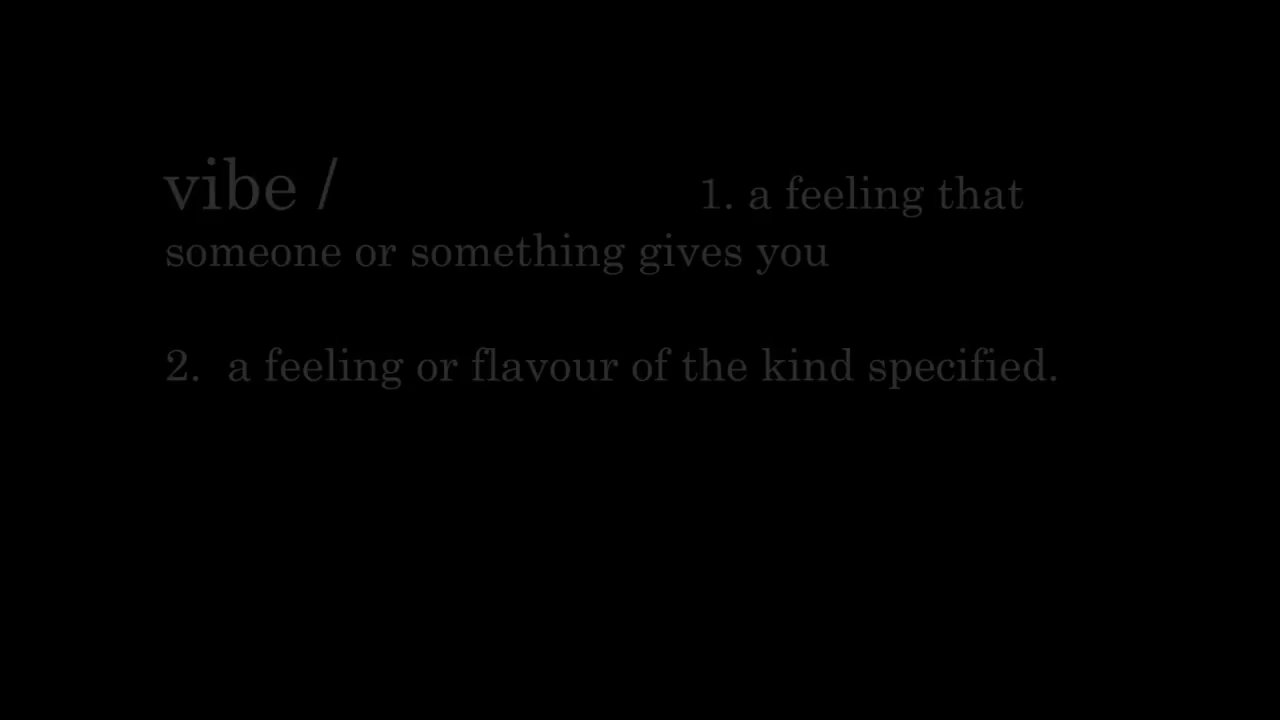 vibe / 1. a feeling that
someone or something gives you
2. a feeling or flavour of the kind specified.